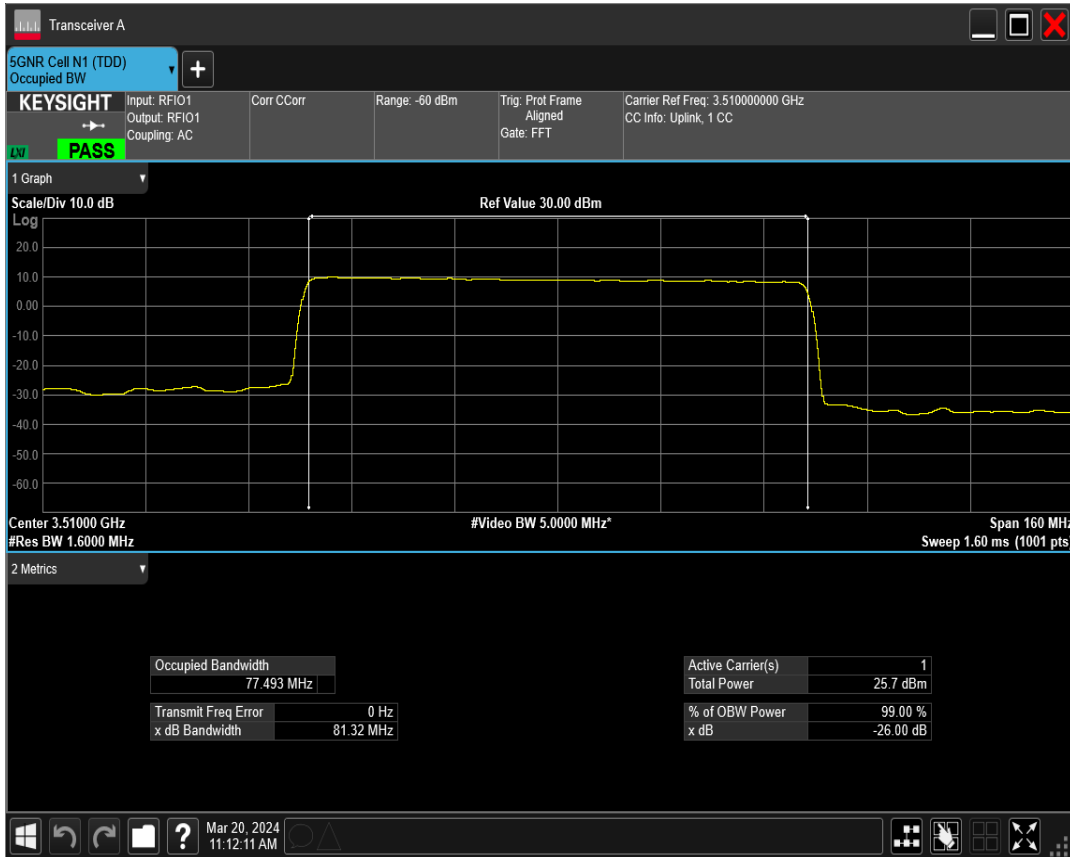 Transceiver A
5GNR Cell N1 (TDD)
Occupied BW
+
KEYSIGHT
LXI
PASS
Input: RFIO1
Output: RFIO1
Coupling: AC
Corr CCorr
Range: -60 dBm
Trig: Prot Frame
Aligned
Gate: FFT
Carrier Ref Freq: 3.510000000 GHz
CC Info: Uplink, 1 CC
1 Graph
Scale/Div 10.0 dB
Ref Value 30.00 dBm
Log
20.0
10.0
0.00
-10.0
-20.0
-30.0
-40.0
-50.0
-60.0
Center 3.51000 GHz
#Video BW 5.0000 MHz*
Span 160 MHz
#Res BW 1.6000 MHz
Sweep 1.60 ms (1001 pts)
2 Metrics
Occupied Bandwidth
77.493 MHz
Transmit Freq Error 0 Hz
x dB Bandwidth 81.32 MHz
Active Carrier(s) 1
Total Power 25.7 dBm
% of OBW Power 99.00 %
x dB -26.00 dB
?
Mar 20, 2024
11:12:11 AM